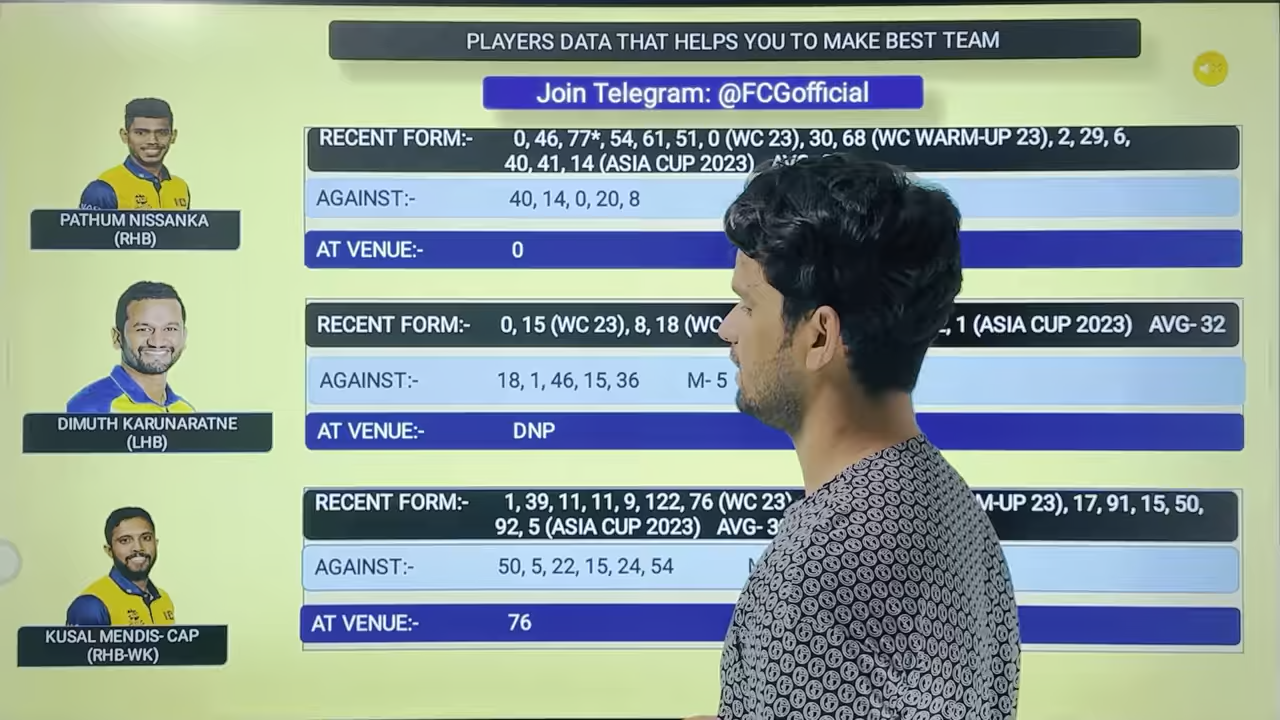 PLAYERS DATA THAT HELPS YOU TO MAKE BEST TEAM
Join Telegram: @FCGofficial
RECENT FORM:- 0, 46, 77*, 54, 61, 51, 0 (WC 23), 30, 68 (WC WARM-UP 23), 2, 29, 6,
40, 41, 14 (ASIA CUP 2023)
AGAINST:- 40, 14, 0, 20, 8
PATHUM NISSANKA
(RHB)
AT VENUE:- 0
RECENT FORM:- 0, 15 (WC 23), 8, 18 (WC 1 (ASIA CUP 2023) AVG- 32
AGAINST:- 18, 1, 46, 15, 36 M- 5
DIMUTH KARUNARATNE
(LHB)
AT VENUE:- DNP
RECENT FORM:- 1, 39, 11, 11, 9, 122, 76 (WC 23) M-UP 23), 17, 91, 15, 50,
92, 5 (ASIA CUP 2023) AVG-
AGAINST:- 50, 5, 22, 15, 24, 54
KUSAL MENDIS- CAP
(RHB-WK)
AT VENUE:- 76